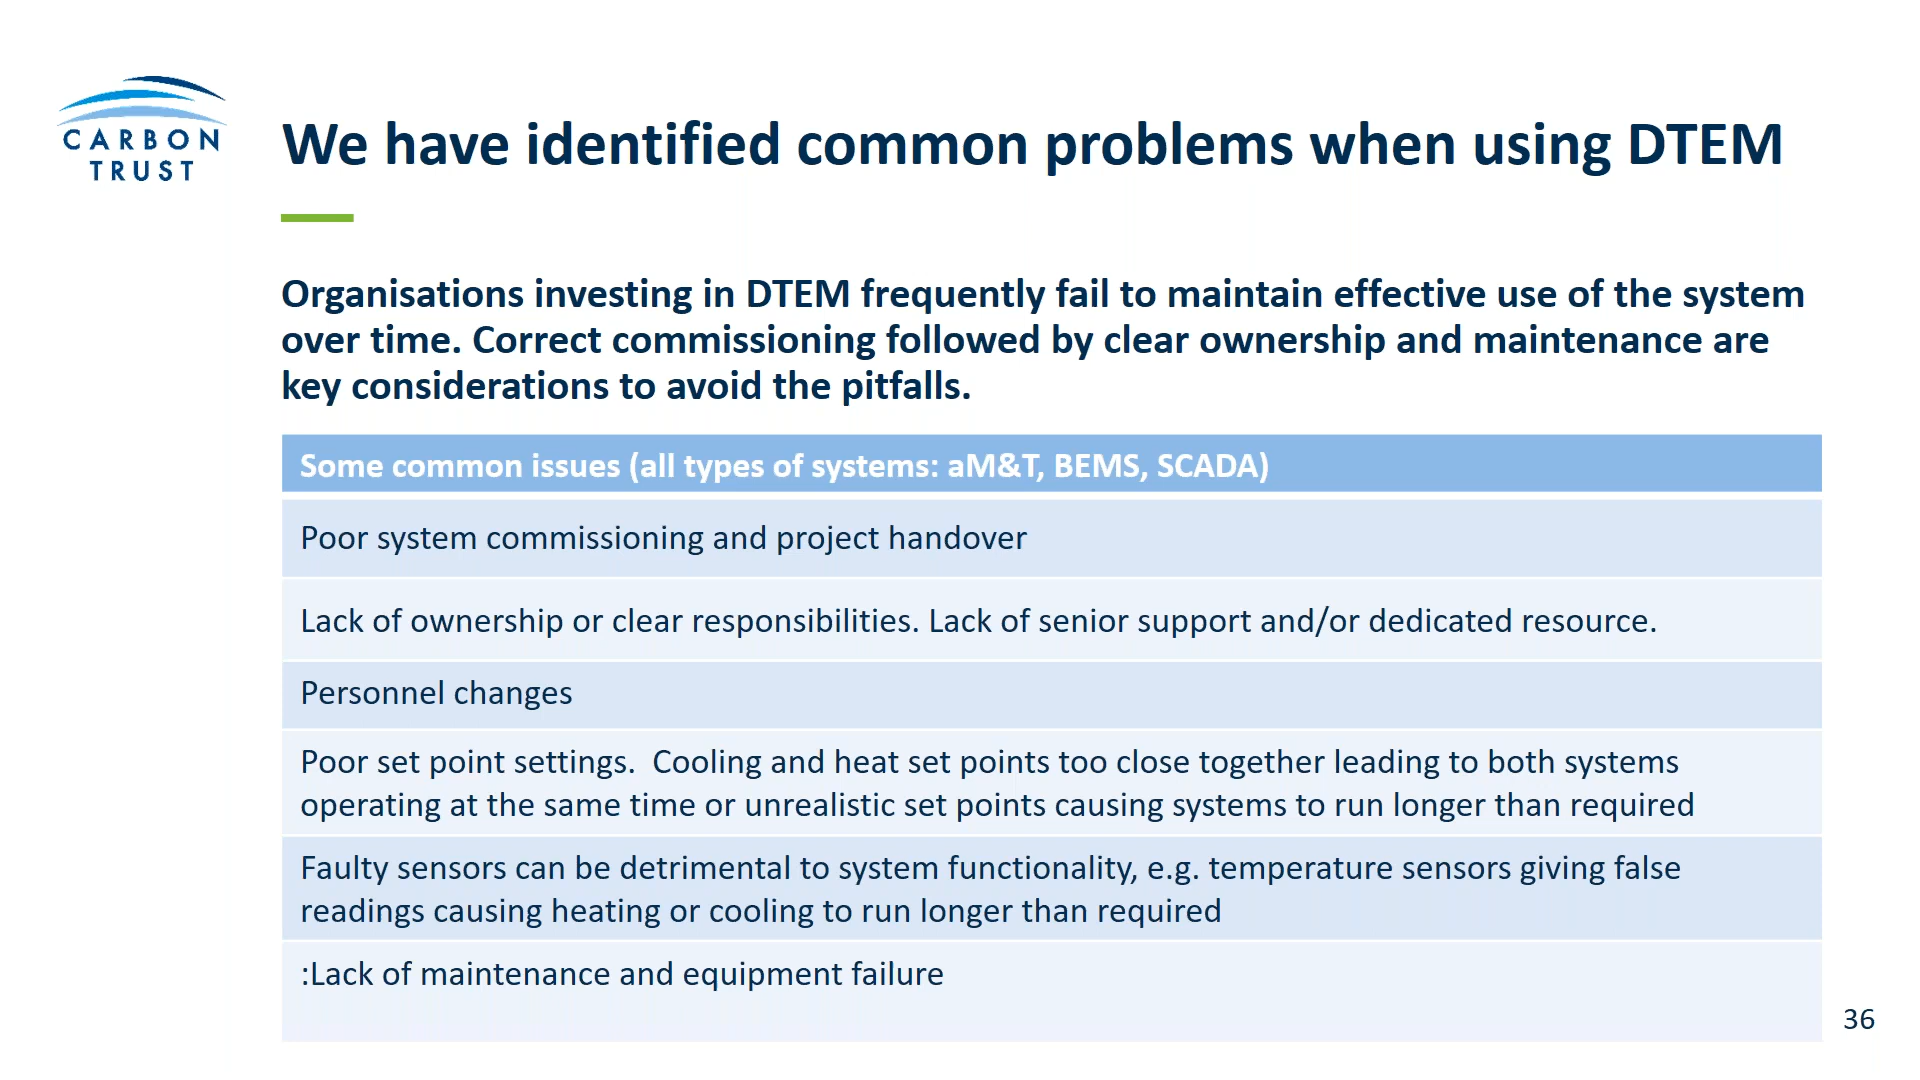 CARBON
TRUST
We have identified common problems when using DTEM
Organisations investing in DTEM frequently fail to maintain effective use of the system
over time. Correct commissioning followed by clear ownership and maintenance are
key considerations to avoid the pitfalls.
Some common issues (all types of systems: aM&T, BEMS, SCADA)
Poor system commissioning and project handover
Lack of ownership or clear responsibilities. Lack of senior support and/or dedicated resource.
Personnel changes
Poor set point settings.  Cooling and heat set points too close together leading to both systems
operating at the same time or unrealistic set points causing systems to run longer than required
Faulty sensors can be detrimental to system functionality, e.g. temperature sensors giving false
readings causing heating or cooling to run longer than required
:Lack of maintenance and equipment failure
36